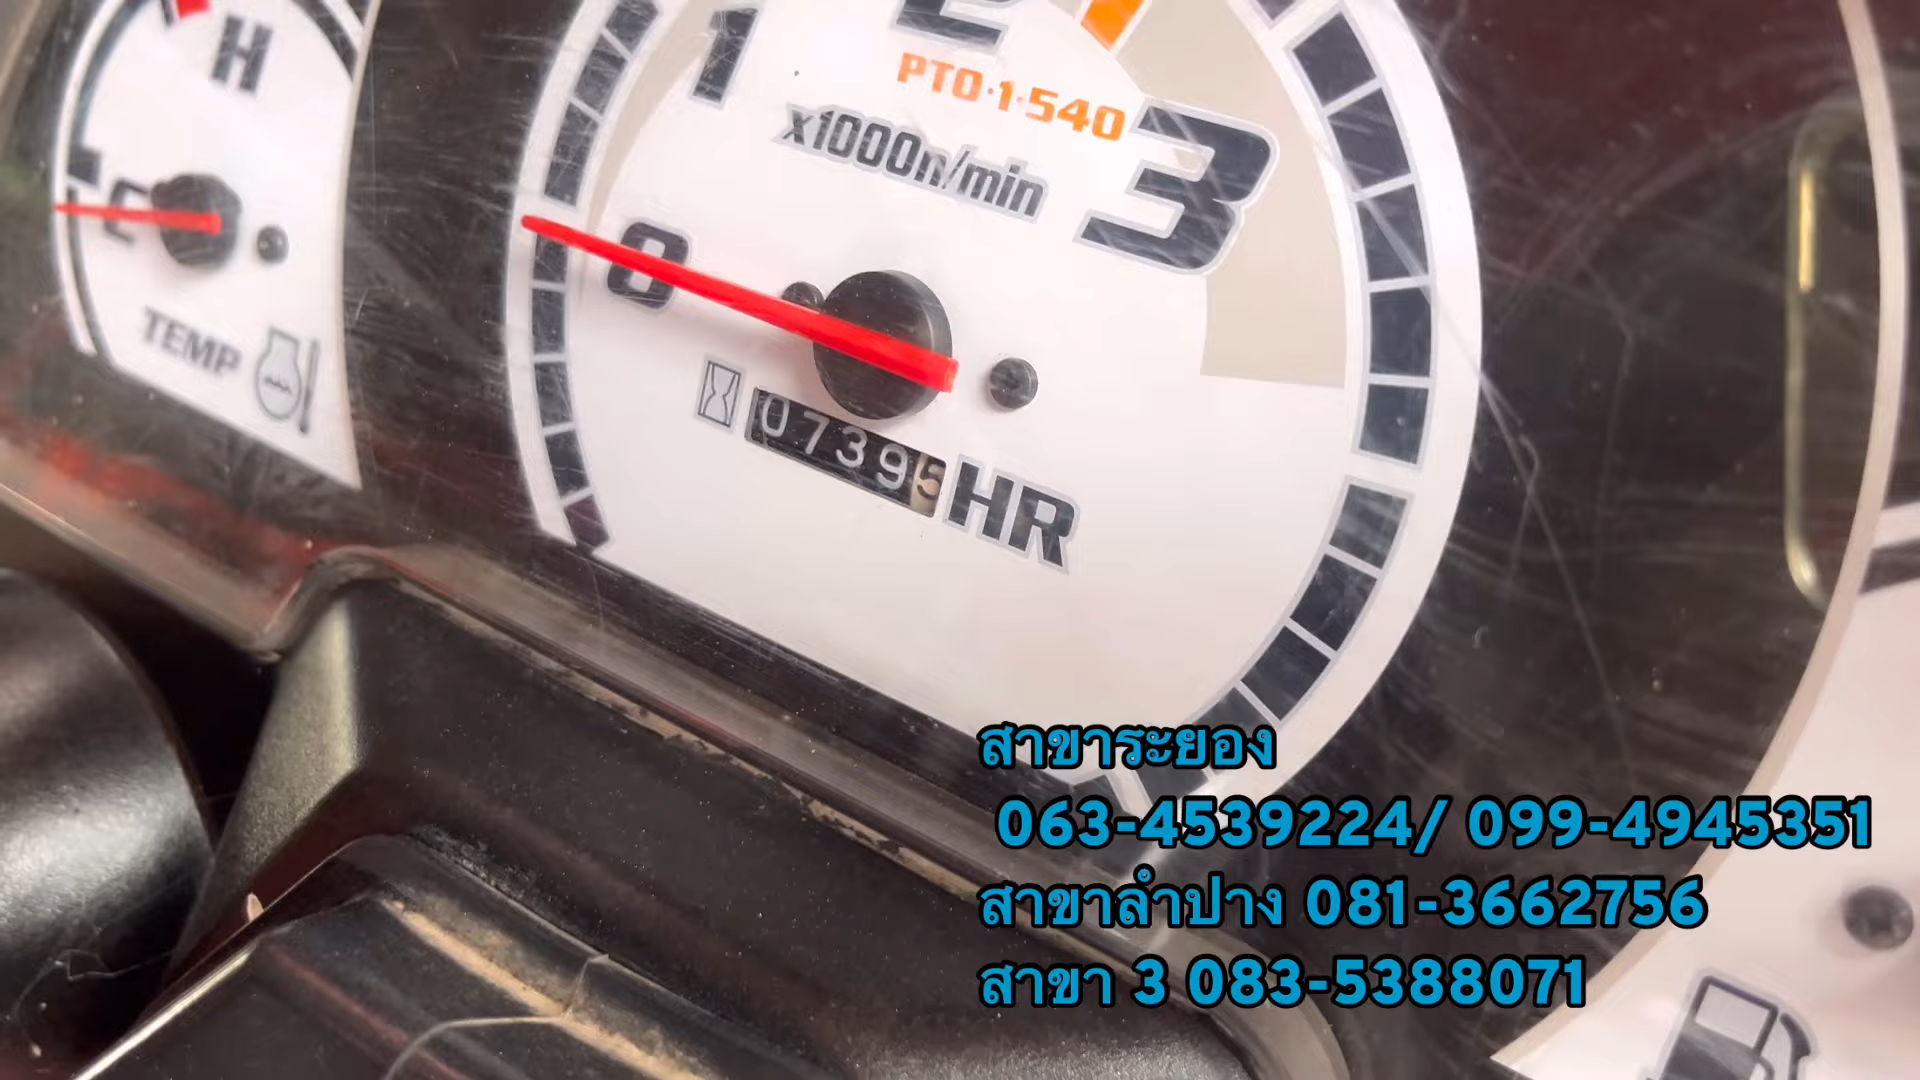 H
C
TEMP
1
2
3
PTO·1·540
x1000n/min
0
07395 HR
สาขาระยอง
063-4539224/ 099-4945351
สาขาลำปาง 081-3662756
สาขา 3 083-5388071